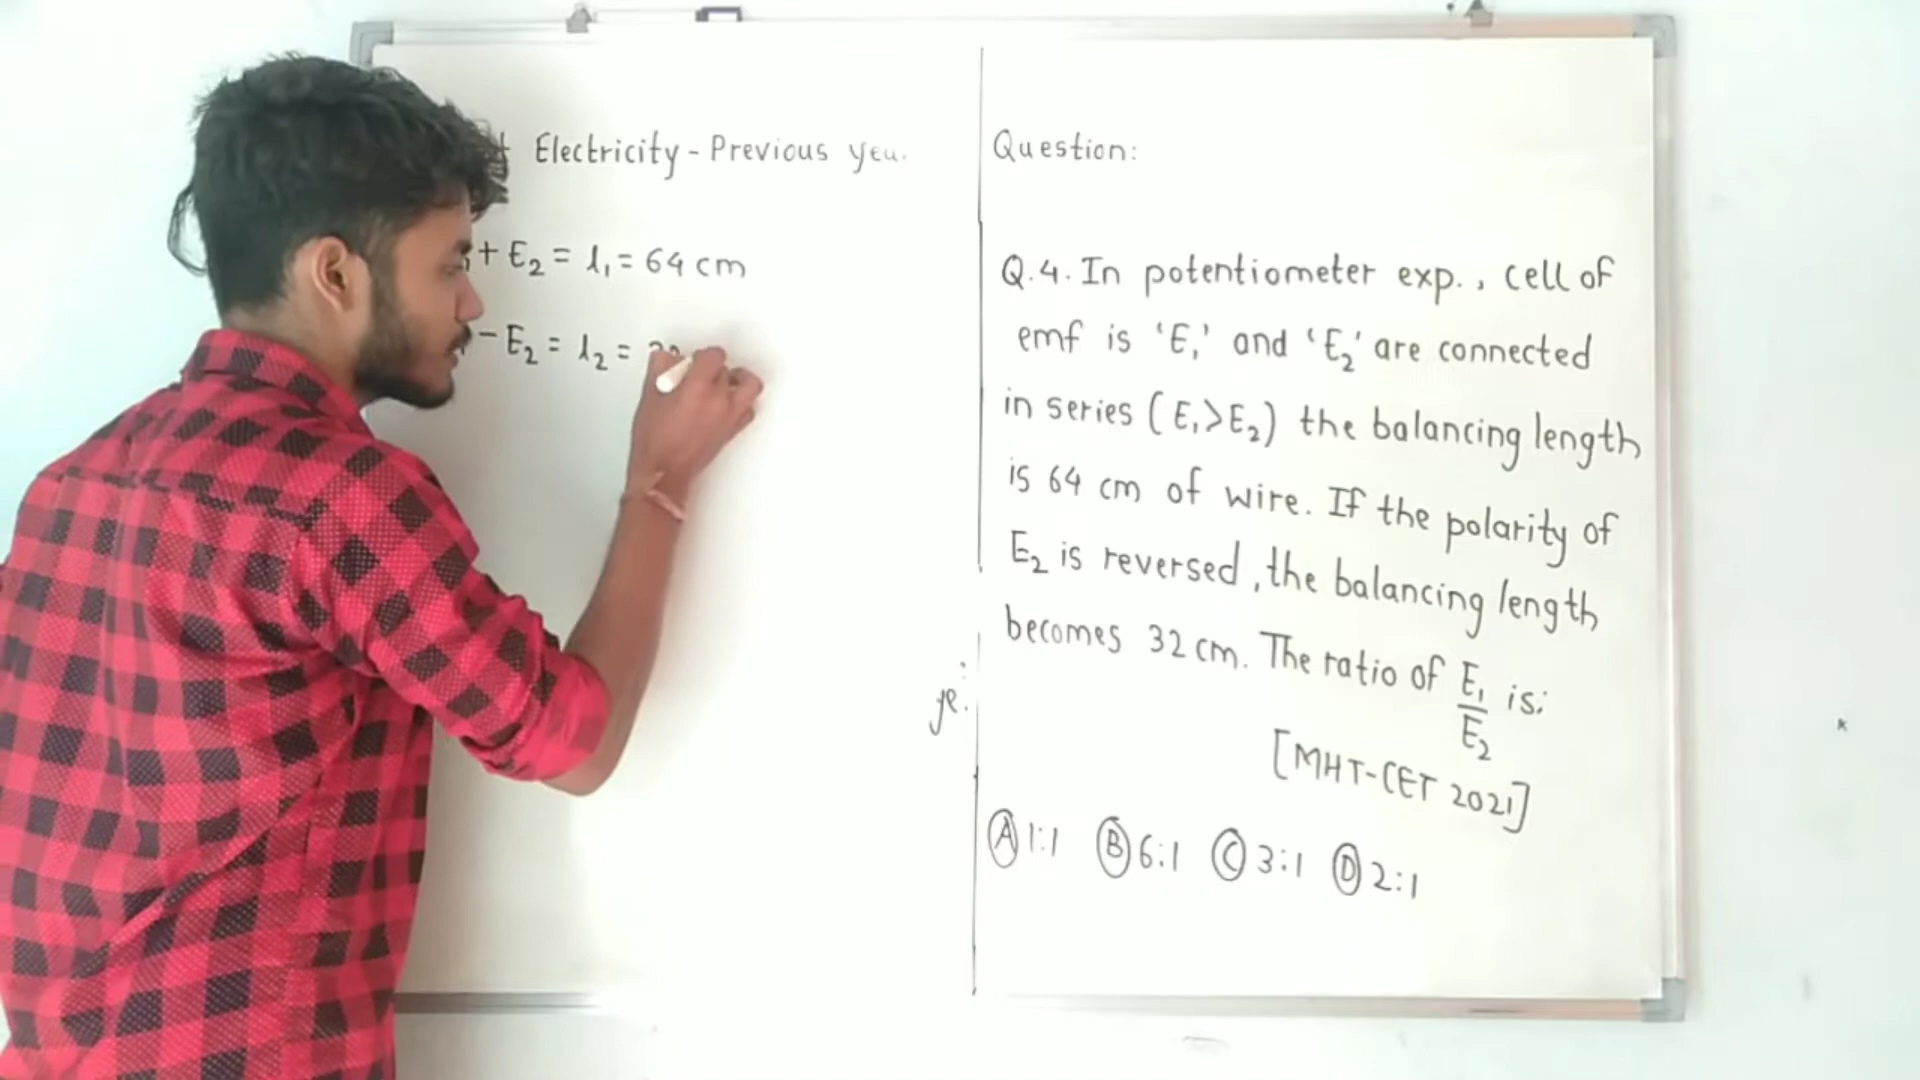 Electricity - Previous
+ E₂ = l₁ = 64 cm
- E₂ = l₂ =
Question:
Q.4. In potentiometer exp., cell of
emf is 'E₁' and 'E₂' are connected
in series (E₁>E₂) the balancing length
is 64 cm of wire. If the polarity of
E₂ is reversed, the balancing length
becomes 32 cm. The ratio of E₁/E₂ is:
[MHT-CET 2021]
Ⓐ 1:1 Ⓑ 6:1 Ⓒ 3:1 Ⓓ 2:1